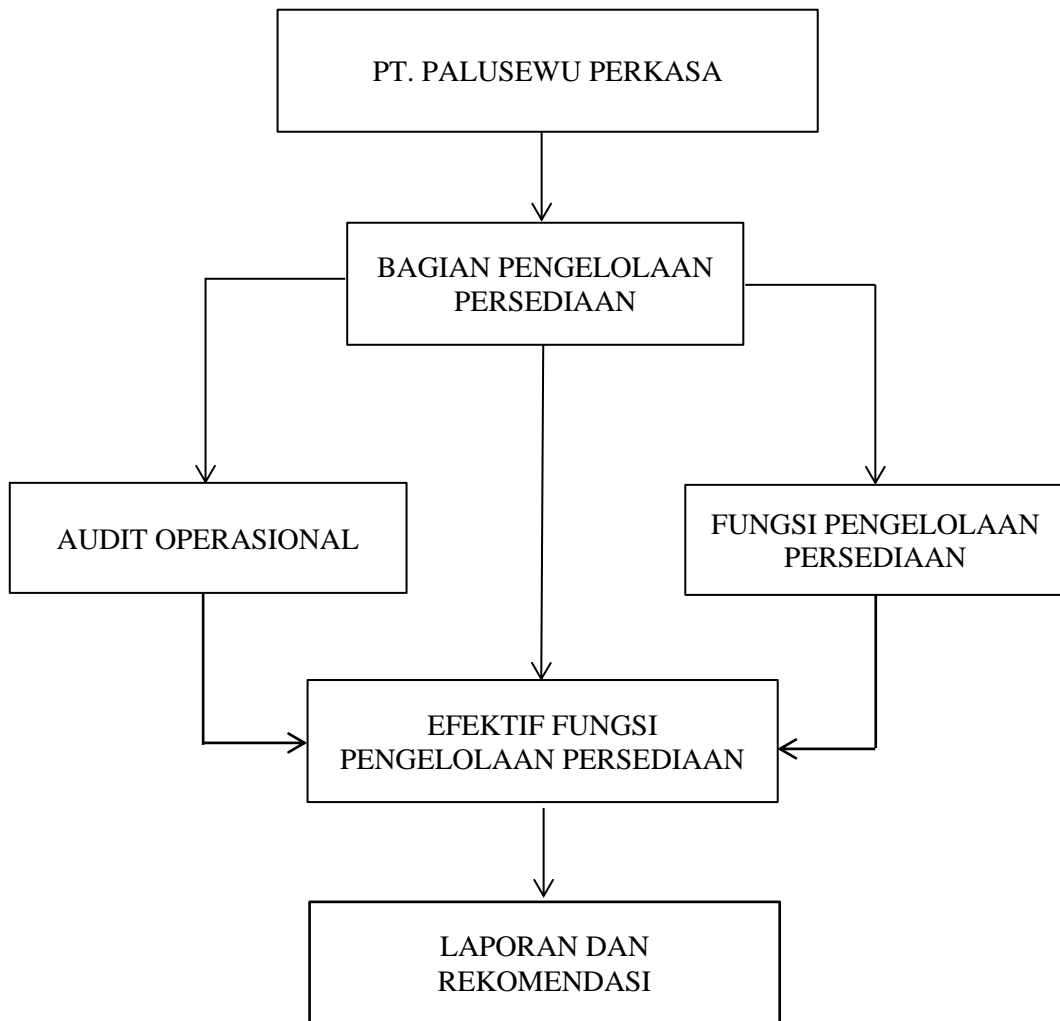 PT. PALUSEWU PERKASA
BAGIAN PENGELOLAAN
PERSEDIAAN
AUDIT OPERASIONAL
FUNGSI PENGELOLAAN
PERSEDIAAN
EFEKTIF FUNGSI
PENGELOLAAN PERSEDIAAN
LAPORAN DAN
REKOMENDASI